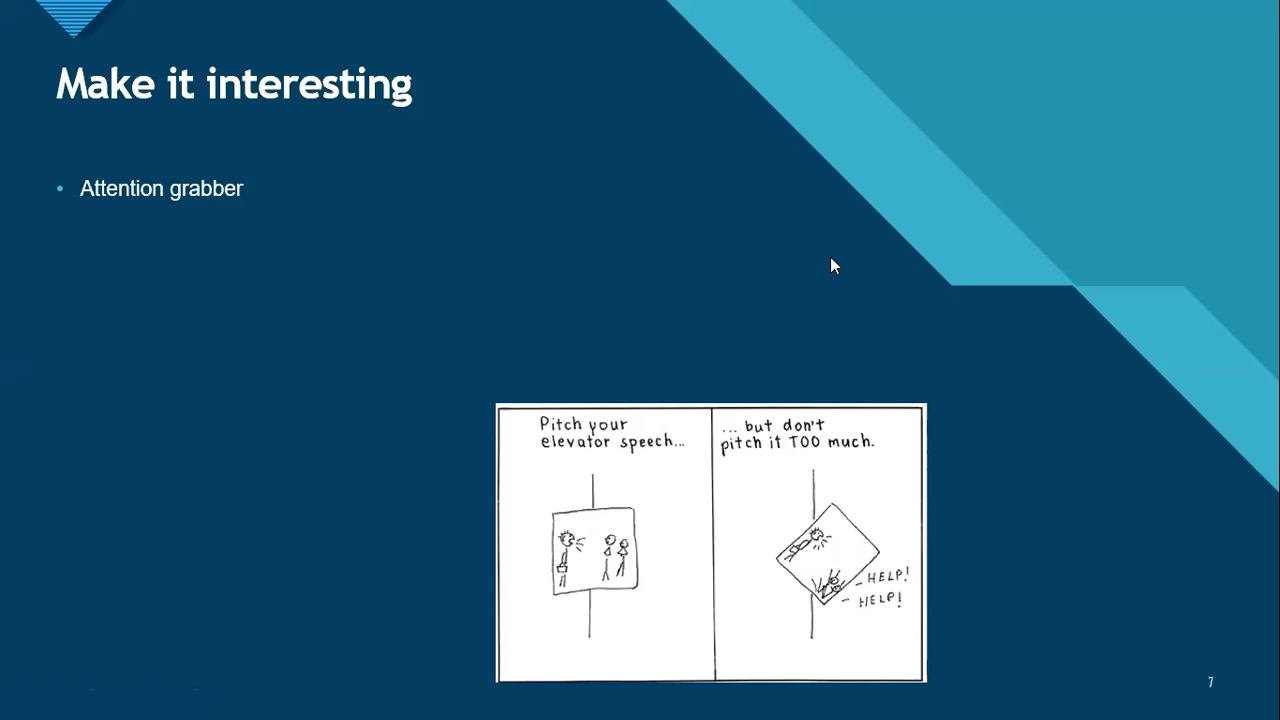 Make it interesting
• Attention grabber
Pitch your
elevator speech...
... but don't
pitch it TOO much.
- HELP!
- HELP!
7